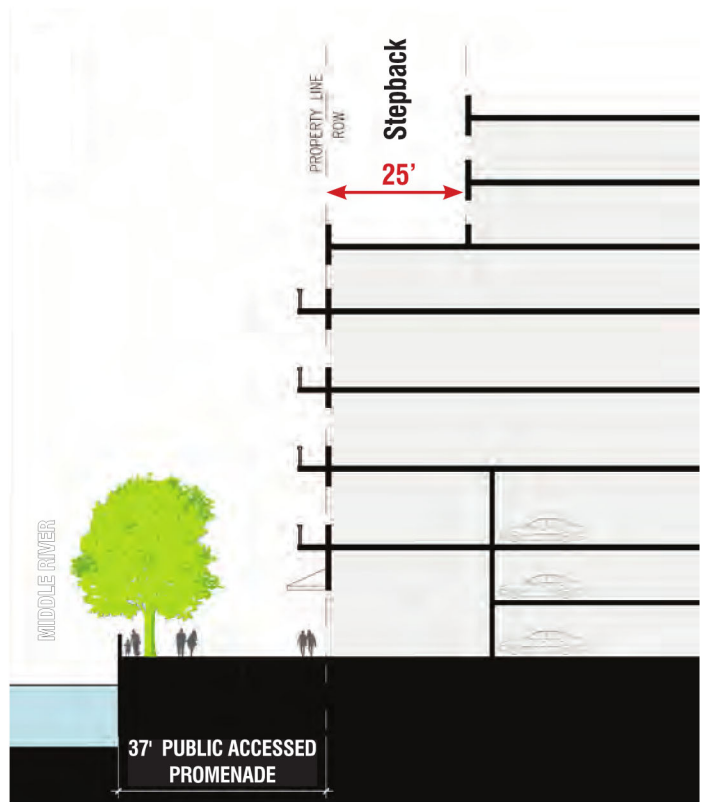 PROPERTY LINE
ROW
Stepback
25’
MIDDLE RIVER
37' PUBLIC ACCESSED
PROMENADE